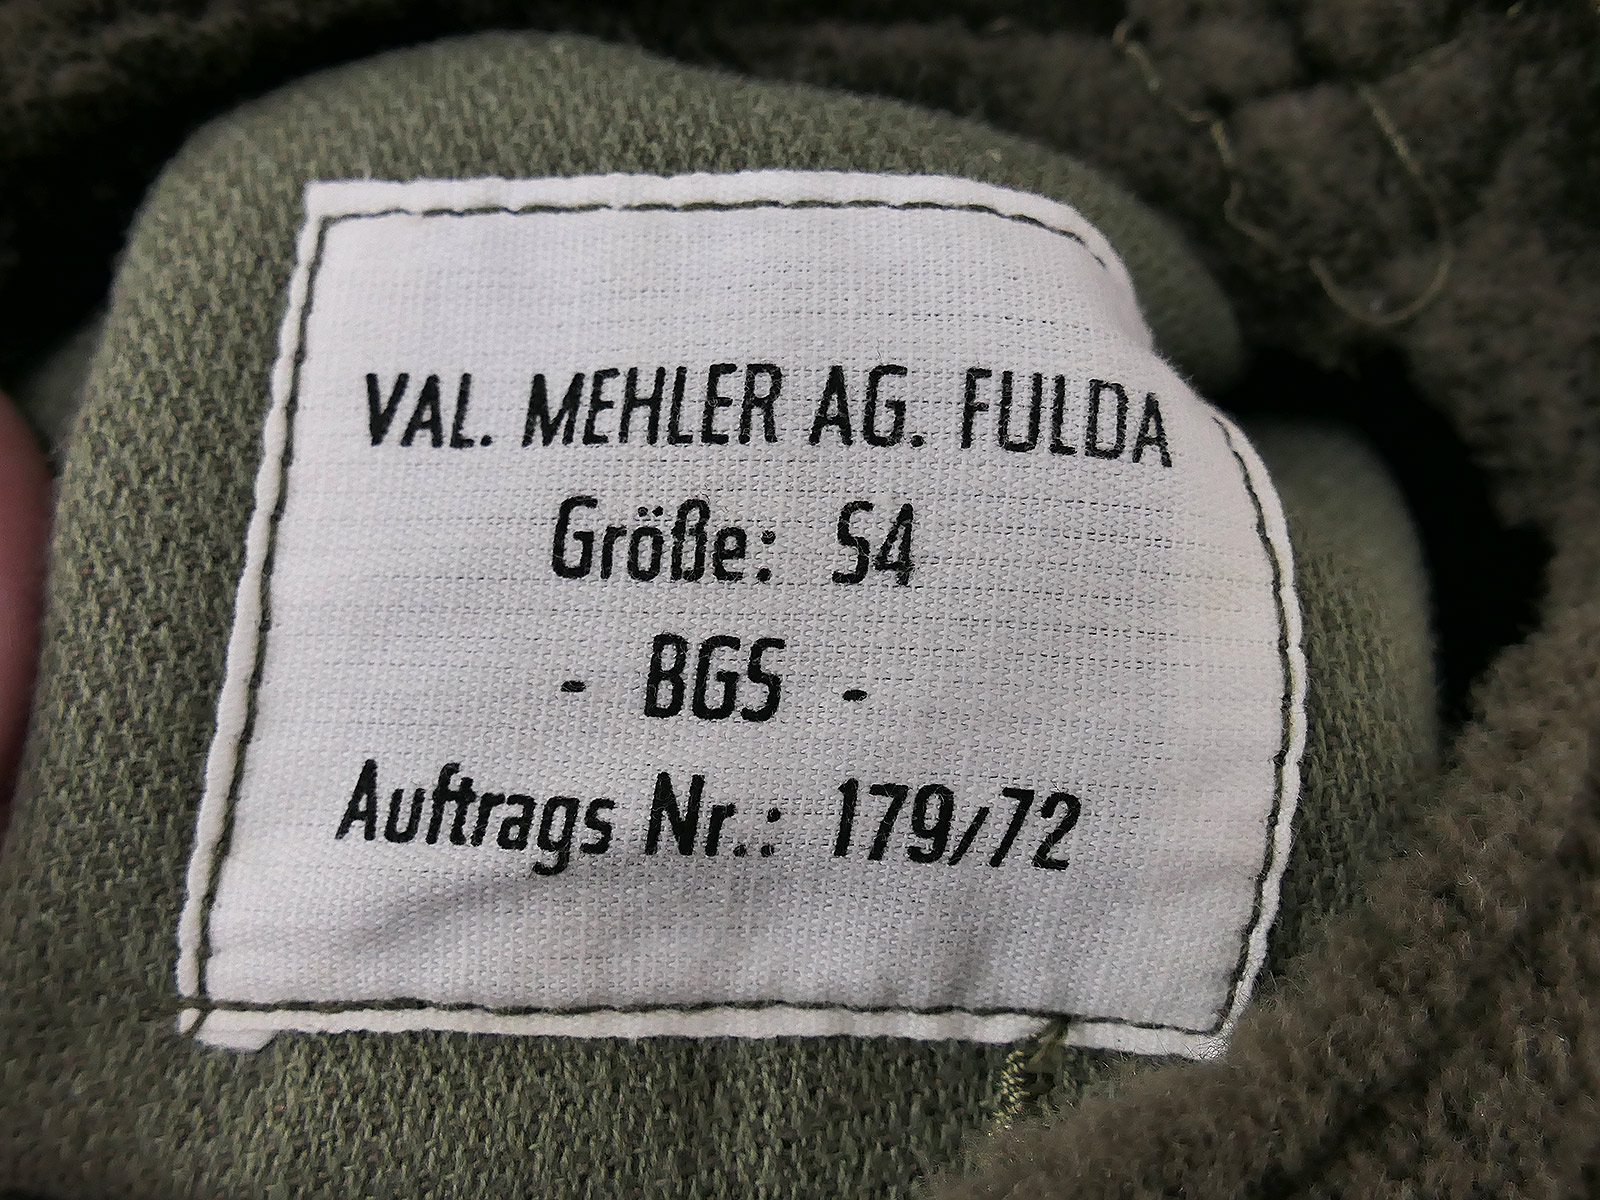 VAL. MEHLER AG. FULDA
Größe: S4
- BGS -
Auftrags Nr.: 179/72